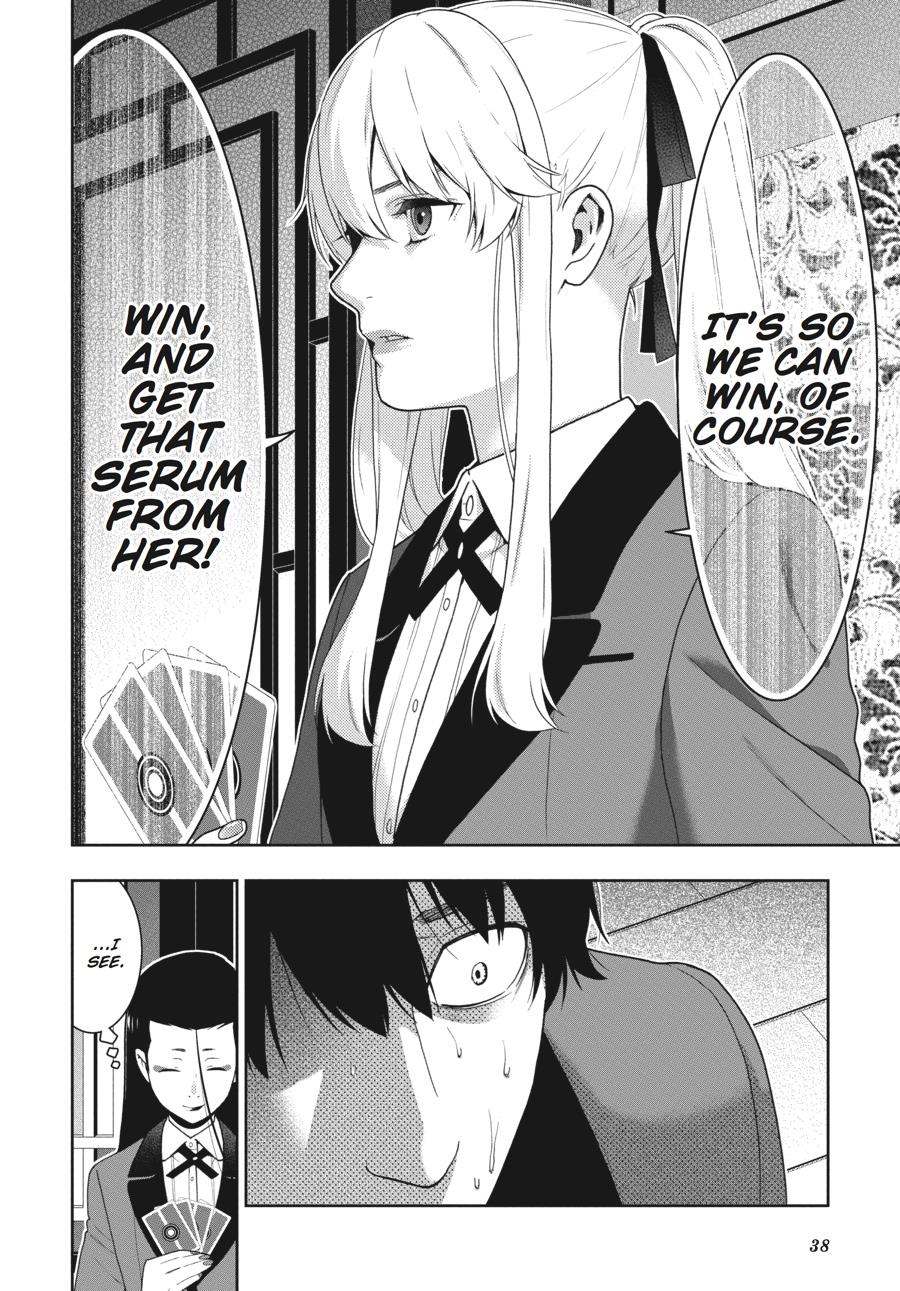 IT'S SO
WE CAN
WIN, OF
COURSE.
WIN,
AND
GET
THAT
SERUM
FROM
HER!
...I
SEE.
38